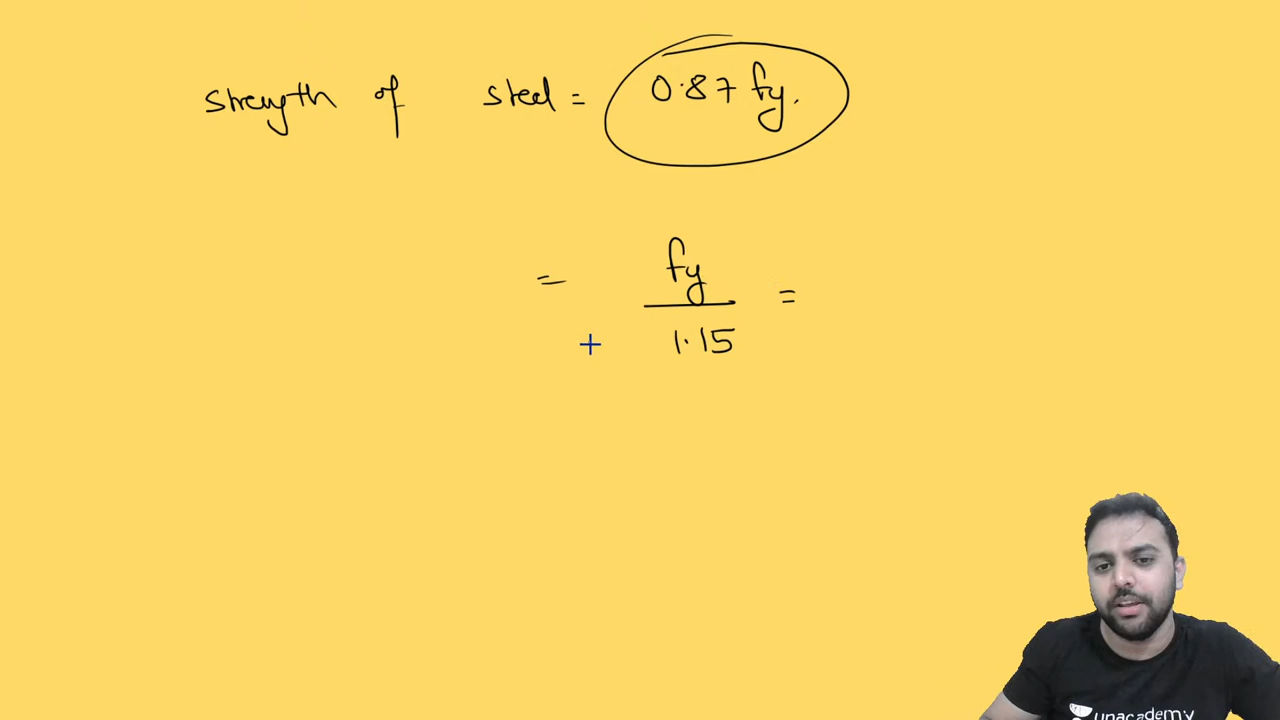 strength of steel = 0.87 fy.
= fy / 1.15 =
unacademy